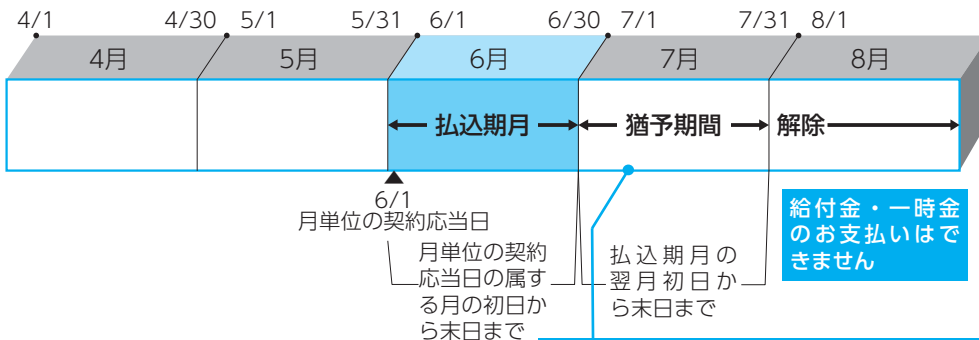 4/1 4/30 5/1 5/31 6/1 6/30 7/1 7/31 8/1
4月 5月 6月 7月 8月
払込期月 猶予期間 解除
6/1
月単位の契約応当日
月単位の契約
応当日の属す
る月の初日か
ら末日まで
払込期月の
翌月初日か
ら末日まで
給付金・一時金
のお支払いはで
きません